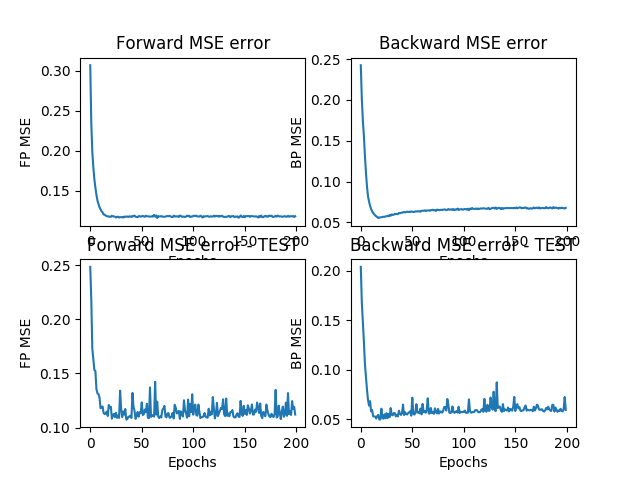 Forward MSE error
Backward MSE error
0.30
0.25
0.20
0.15
FP MSE
0 50 100 150 200
Epochs
0.25
0.20
0.15
0.10
0.05
BP MSE
0 50 100 150 200
Epochs
Forward MSE error - TEST
Backward MSE error - TEST
0.25
0.20
0.15
0.10
FP MSE
0 50 100 150 200
Epochs
0.20
0.15
0.10
0.05
BP MSE
0 50 100 150 200
Epochs